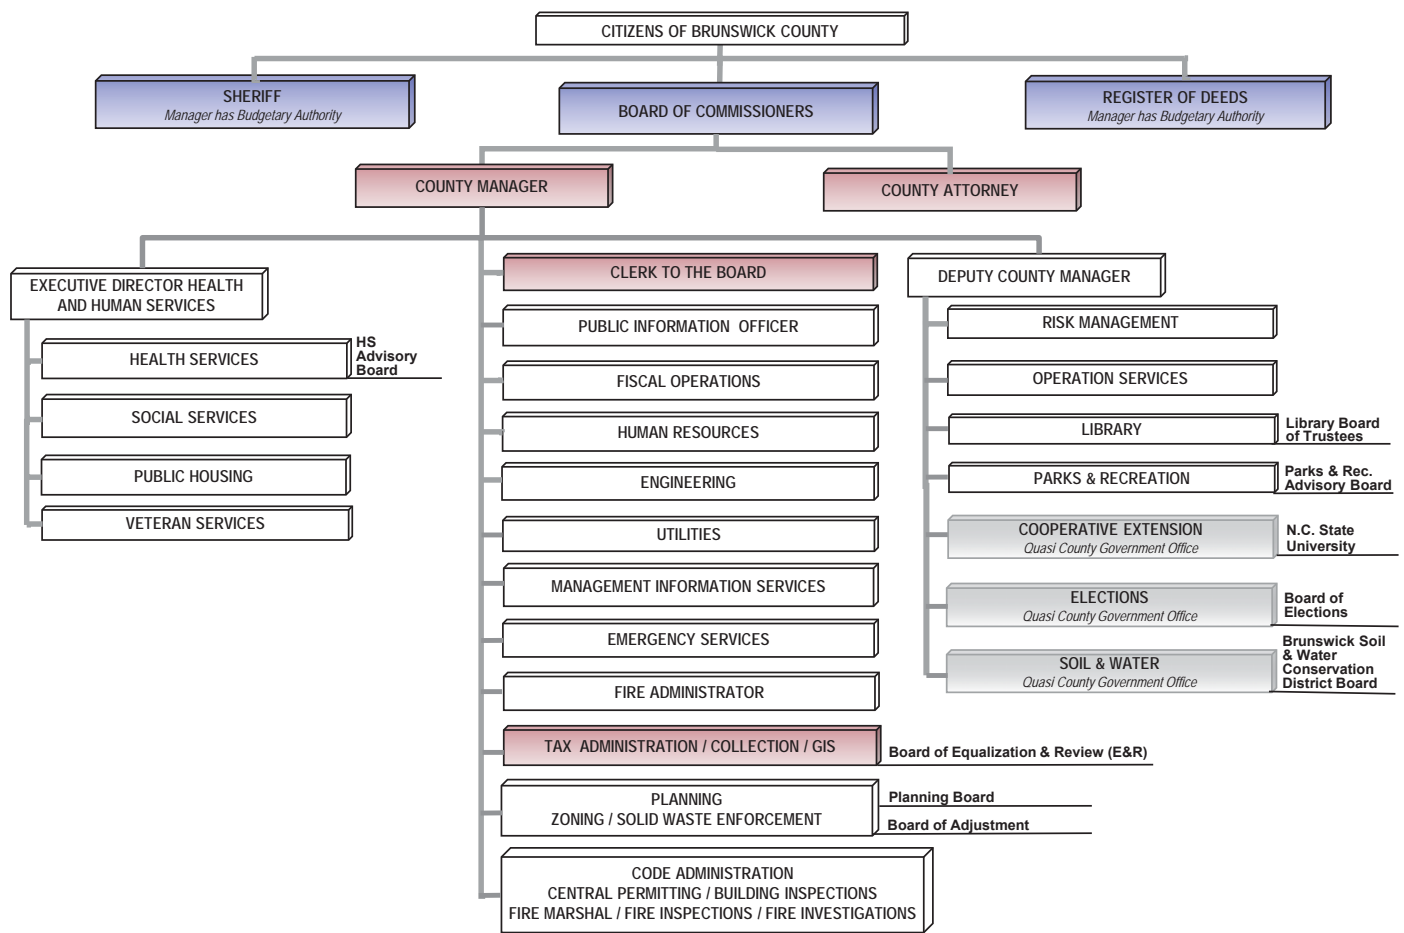 CITIZENS OF BRUNSWICK COUNTY
SHERIFF
Manager has Budgetary Authority
BOARD OF COMMISSIONERS
REGISTER OF DEEDS
Manager has Budgetary Authority
COUNTY MANAGER
COUNTY ATTORNEY
EXECUTIVE DIRECTOR HEALTH
AND HUMAN SERVICES
HEALTH SERVICES
HS
Advisory
Board
SOCIAL SERVICES
PUBLIC HOUSING
VETERAN SERVICES
CLERK TO THE BOARD
PUBLIC INFORMATION OFFICER
FISCAL OPERATIONS
HUMAN RESOURCES
ENGINEERING
UTILITIES
MANAGEMENT INFORMATION SERVICES
EMERGENCY SERVICES
FIRE ADMINISTRATOR
TAX ADMINISTRATION / COLLECTION / GIS
Board of Equalization & Review (E&R)
PLANNING
ZONING / SOLID WASTE ENFORCEMENT
Planning Board
Board of Adjustment
CODE ADMINISTRATION
CENTRAL PERMITTING / BUILDING INSPECTIONS
FIRE MARSHAL / FIRE INSPECTIONS / FIRE INVESTIGATIONS
DEPUTY COUNTY MANAGER
RISK MANAGEMENT
OPERATION SERVICES
LIBRARY
Library Board
of Trustees
PARKS & RECREATION
Parks & Rec.
Advisory Board
COOPERATIVE EXTENSION
Quasi County Government Office
N.C. State
University
ELECTIONS
Quasi County Government Office
Board of
Elections
SOIL & WATER
Quasi County Government Office
Brunswick Soil
& Water
Conservation
District Board